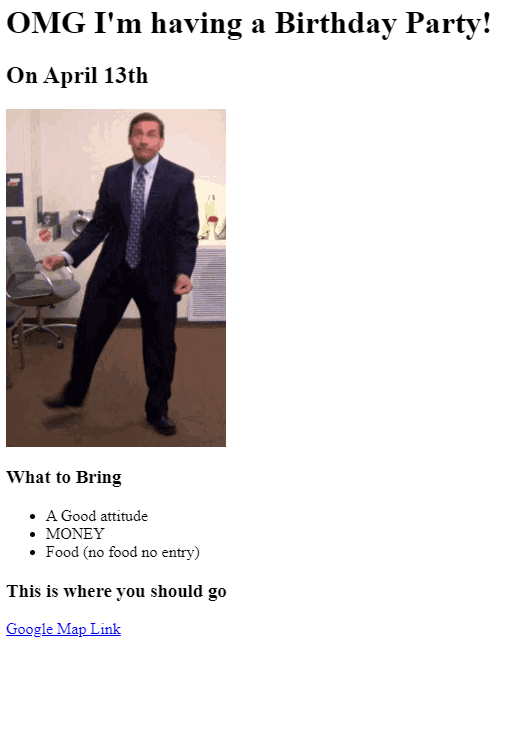 OMG I'm having a Birthday Party!
On April 13th
What to Bring
A Good attitude
MONEY
Food (no food no entry)
This is where you should go
Google Map Link